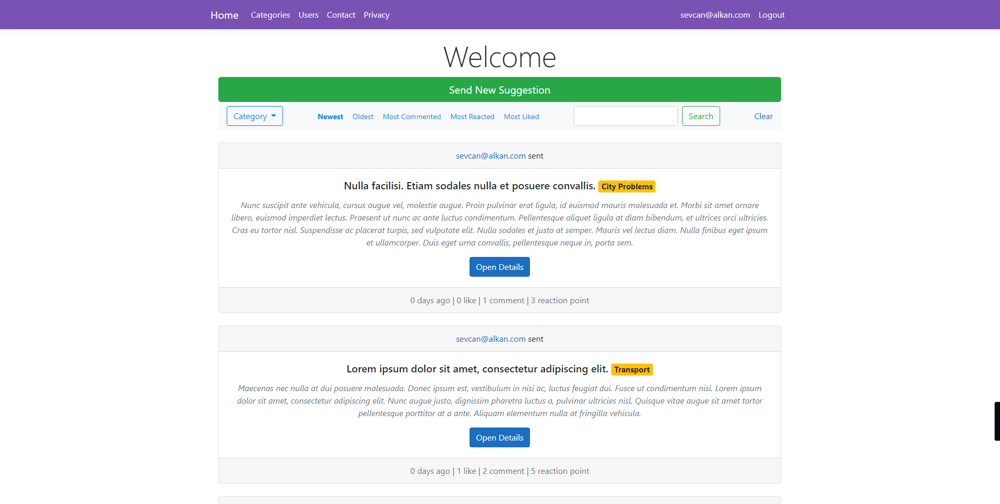 Home Categories Users Contact Privacy sevcan@alkan.com Logout
Welcome
Send New Suggestion
Category Newest Oldest Most Commented Most Reacted Most Liked Search Clear
sevcan@alkan.com sent
Nulla facilisi. Etiam sodales nulla et posuere convallis. City Problems
Nunc suscipit ante vehicula, cursus augue vel, molestie augue. Proin pulvinar erat ligula, id euismod mauris malesuada et. Morbi sit amet ornare
libero, euismod imperdiet lectus. Praesent ut nunc ac ante luctus condimentum. Pellentesque aliquet ligula at diam bibendum, et ultrices orci ultricies.
Cras eu tortor nisl. Suspendisse ac placerat turpis, sed vulputate elit. Nulla sodales et justo at semper. Mauris vel lectus diam. Nulla finibus eget ipsum
et ullamcorper. Duis eget urna convallis, pellentesque neque in, porta sem.
Open Details
0 days ago | 0 like | 1 comment | 3 reaction point
sevcan@alkan.com sent
Lorem ipsum dolor sit amet, consectetur adipiscing elit. Transport
Maecenas nec nulla at dui posuere malesuada. Donec ipsum est, vestibulum in nisi ac, luctus feugiat dui. Fusce ut condimentum nisi. Lorem ipsum
dolor sit amet, consectetur adipiscing elit. Nunc augue justo, dignissim pharetra luctus a, pulvinar ultricies nisl. Quisque vitae augue sit amet tortor
pellentesque porttitor at a ante. Aliquam elementum nulla at fringilla vehicula.
Open Details
0 days ago | 1 like | 2 comment | 5 reaction point